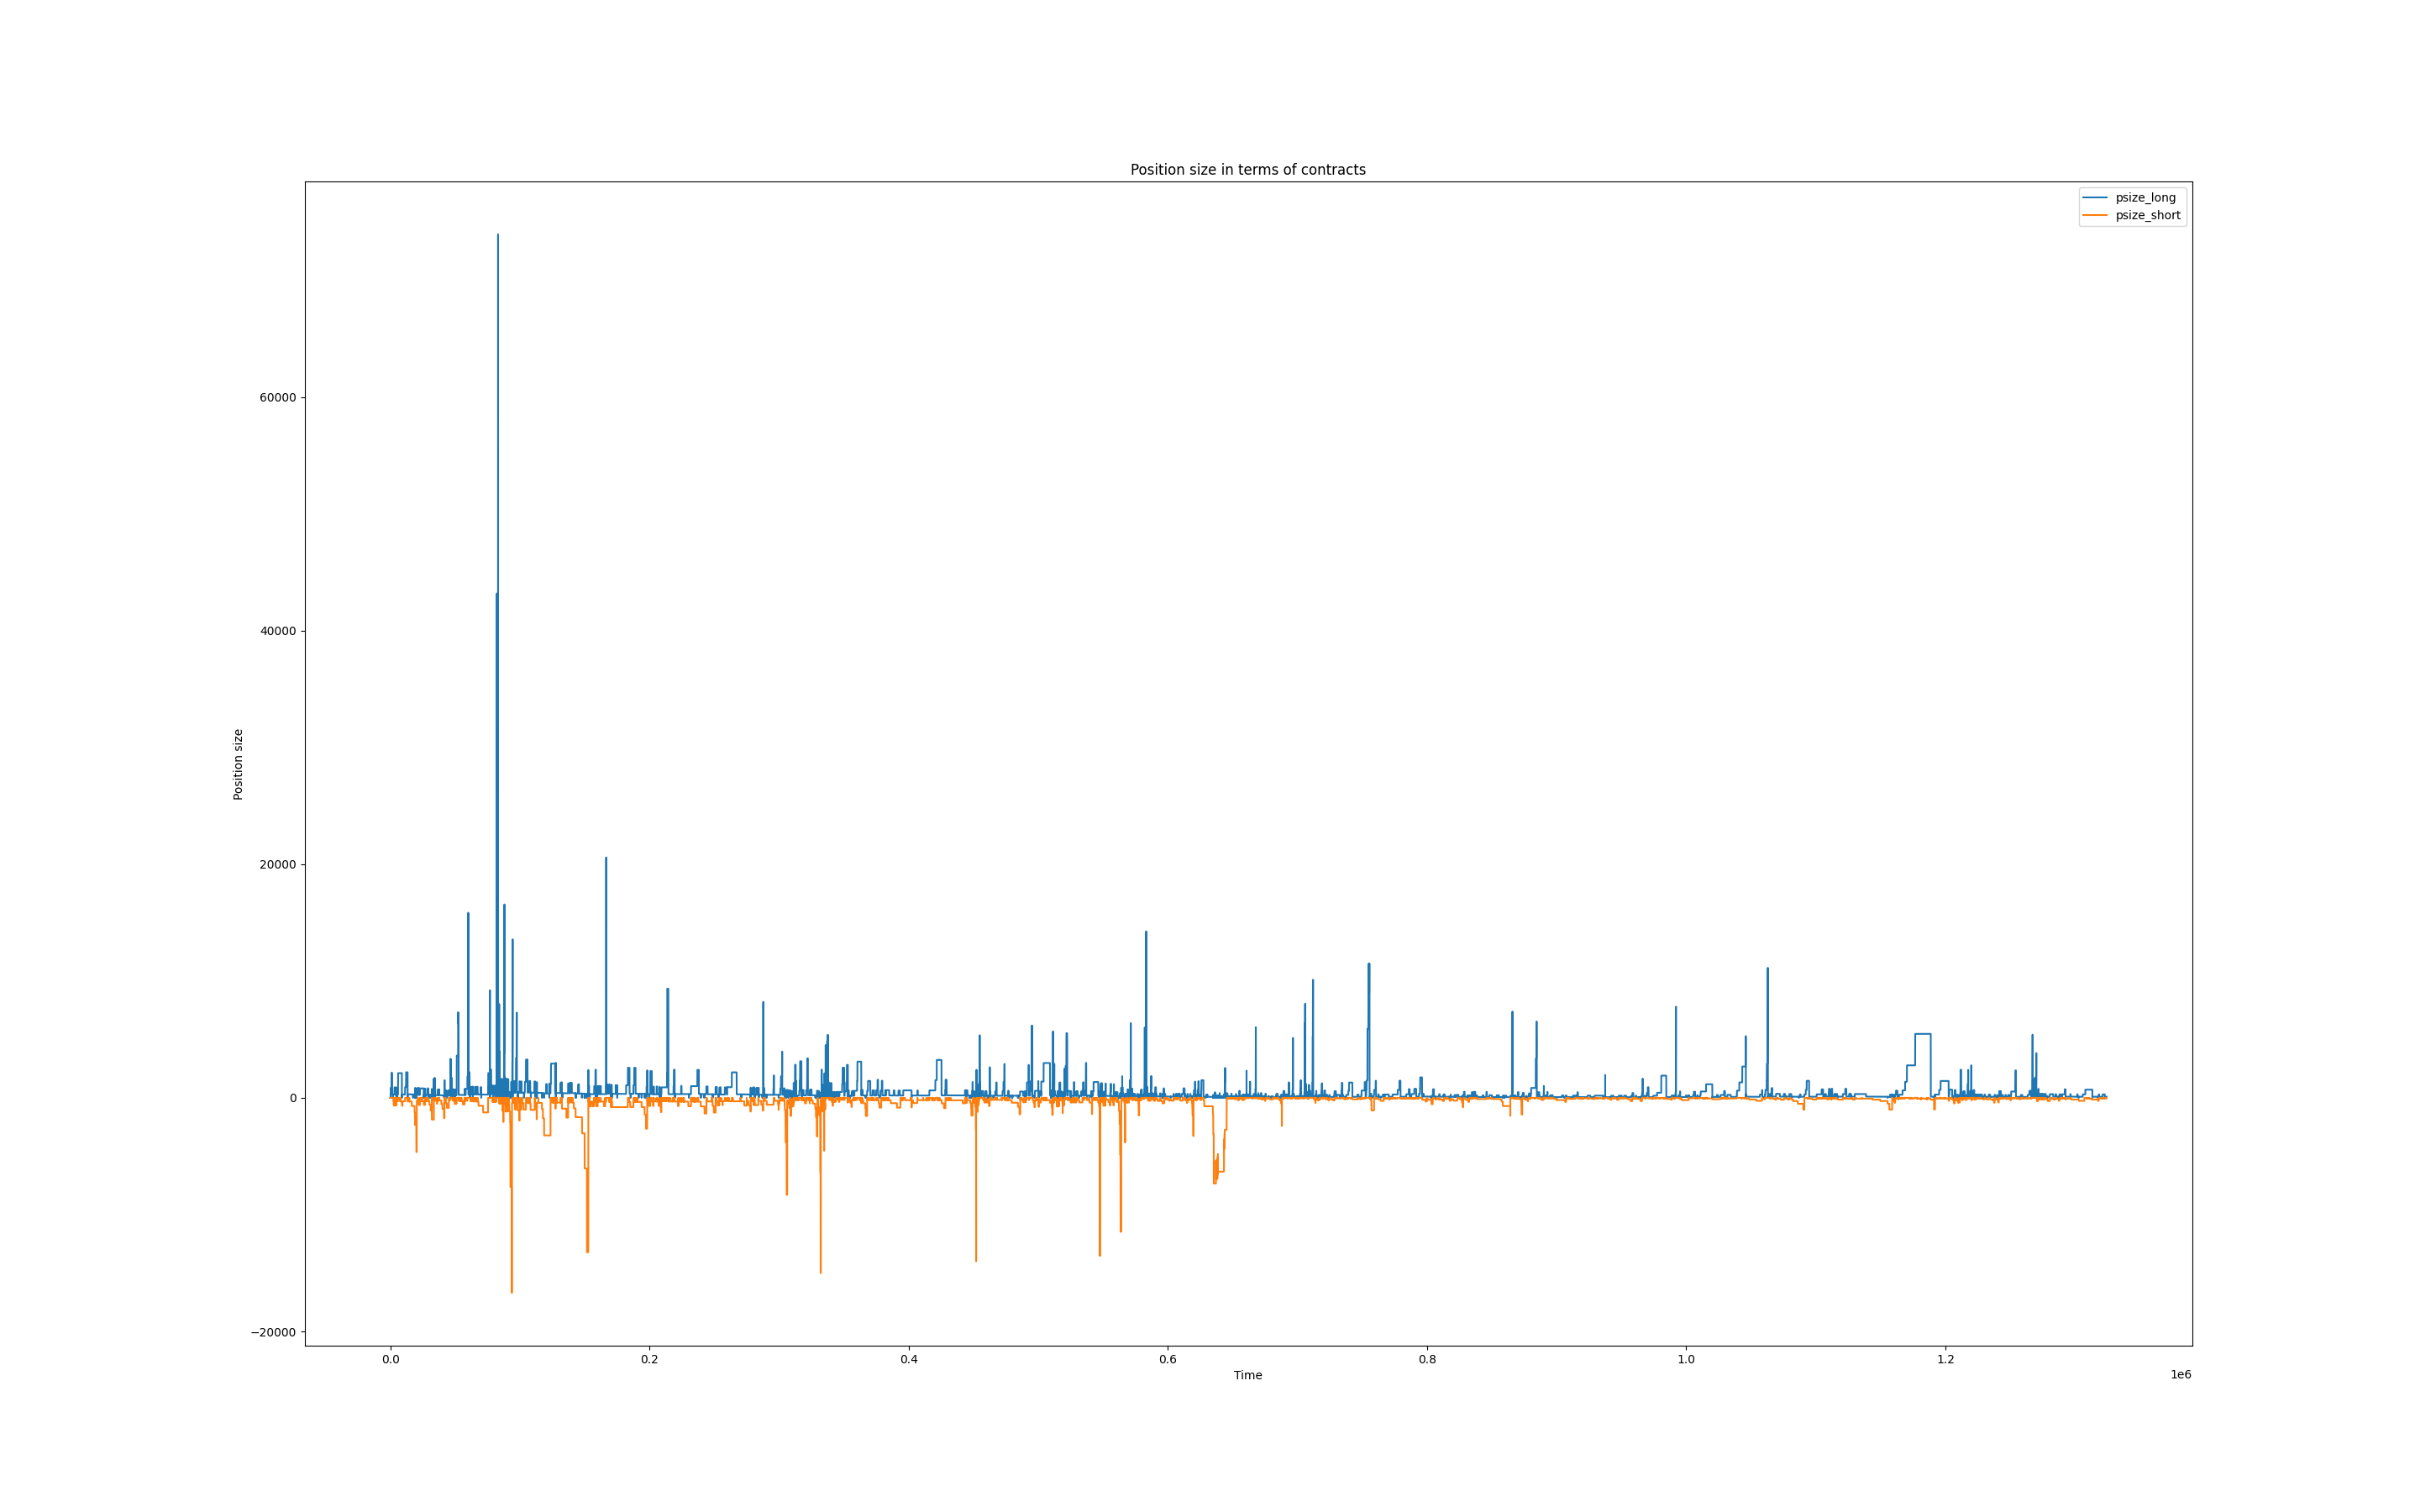 Position size in terms of contracts
psize_long
psize_short
Position size
60000
40000
20000
0
−20000
0.0
0.2
0.4
0.6
0.8
1.0
1.2
1e6
Time